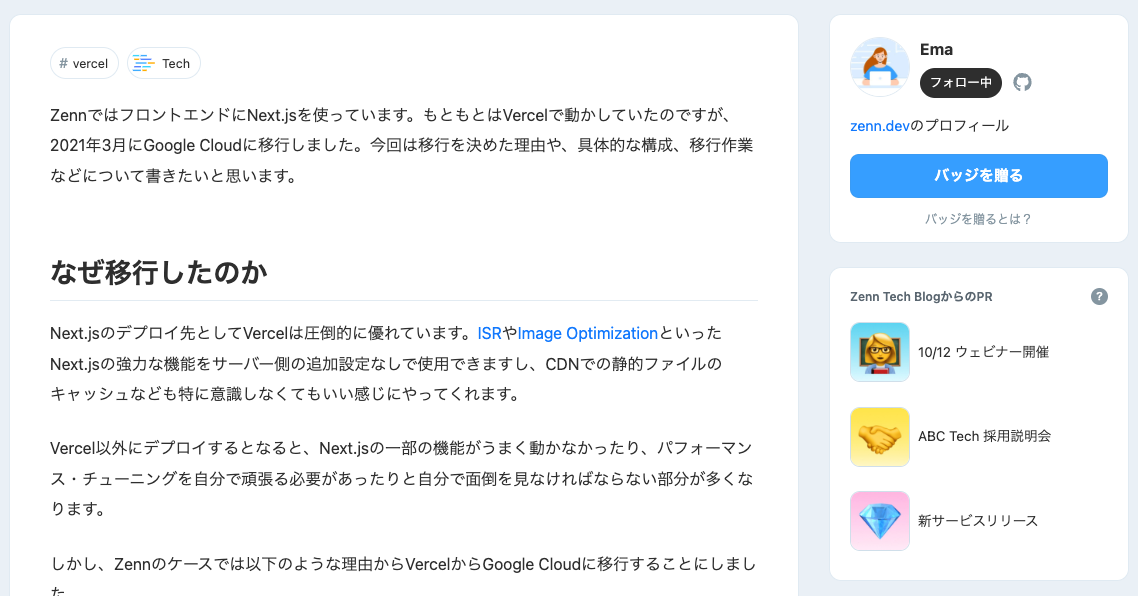 # vercel
Tech
ZennではフロントエンドにNext.jsを使っています。もともとはVercelで動かしていたのですが、
2021年3月にGoogle Cloudに移行しました。今回は移行を決めた理由や、具体的な構成、移行作業
などについて書きたいと思います。
なぜ移行したのか
Next.jsのデプロイ先としてVercelは圧倒的に優れています。ISRやImage Optimizationといった
Next.jsの強力な機能をサーバー側の追加設定なしで使用できますし、CDNでの静的ファイルの
キャッシュなども特に意識しなくてもいい感じにやってくれます。
Vercel以外にデプロイするとなると、Next.jsの一部の機能がうまく動かなかったり、パフォーマン
ス・チューニングを自分で頑張る必要があったりと自分で面倒を見なければならない部分が多くな
ります。
しかし、Zennのケースでは以下のような理由からVercelからGoogle Cloudに移行することにしまし
た。
Ema
フォロー中
zenn.devのプロフィール
バッジを贈る
バッジを贈るとは？
Zenn Tech BlogからのPR
?
10/12 ウェビナー開催
ABC Tech 採用説明会
新サービスリリース